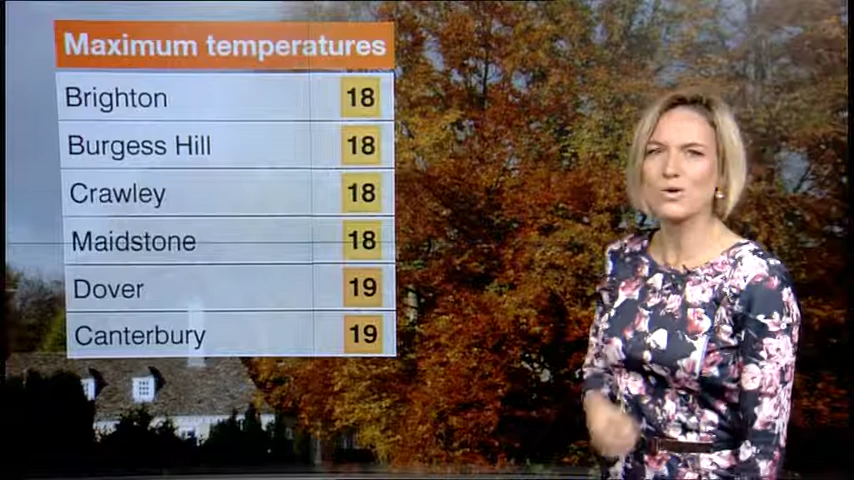 Maximum temperatures
Brighton 18
Burgess Hill 18
Crawley 18
Maidstone 18
Dover 19
Canterbury 19